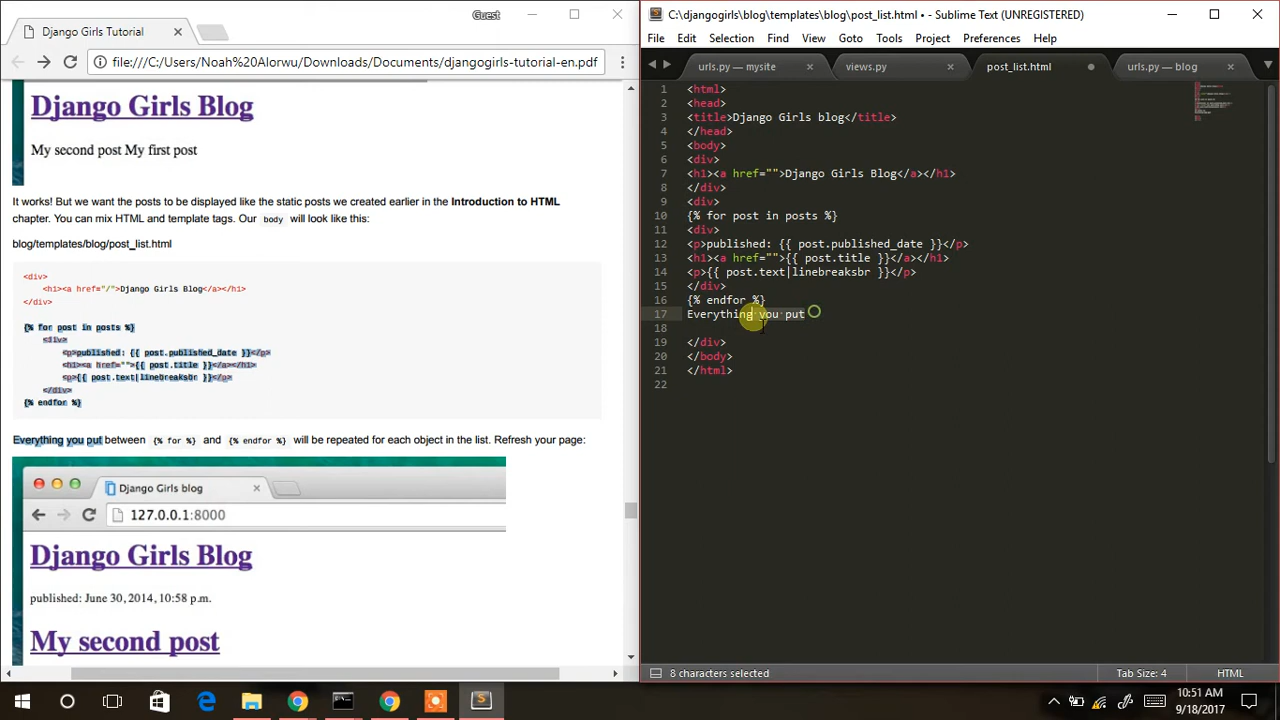 Guest
Django Girls Tutorial
file:///C:/Users/Noah%20Alorwu/Downloads/Documents/djangogirls-tutorial-en.pdf
Django Girls Blog
My second post My first post
It works! But we want the posts to be displayed like the static posts we created earlier in the Introduction to HTML
chapter. You can mix HTML and template tags. Our body will look like this:
blog/templates/blog/post_list.html
<div>
<h1><a href="/">Django Girls Blog</a></h1>
</div>
{% for post in posts %}
<div>
<p>published: {{ post.published_date }}</p>
<h1><a href="">{{ post.title }}</a></h1>
<p>{{ post.text|linebreaksbr }}</p>
</div>
{% endfor %}
Everything you put between {% for %} and {% endfor %} will be repeated for each object in the list. Refresh your page:
Django Girls blog
127.0.0.1:8000
Django Girls Blog
published: June 30, 2014, 10:58 p.m.
My second post
C:\djangogirls\blog\templates\blog\post_list.html • - Sublime Text (UNREGISTERED)
File Edit Selection Find View Goto Tools Project Preferences Help
urls.py — mysite views.py post_list.html urls.py — blog
1 <html>
2 <head>
3 <title>Django Girls blog</title>
4 </head>
5 <body>
6 <div>
7 <h1><a href="">Django Girls Blog</a></h1>
8 </div>
9 <div>
10 {% for post in posts %}
11 <div>
12 <p>published: {{ post.published_date }}</p>
13 <h1><a href="">{{ post.title }}</a></h1>
14 <p>{{ post.text|linebreaksbr }}</p>
15 </div>
16 {% endfor %}
17 Everything you put
18
19 </div>
20 </body>
21 </html>
22
8 characters selected Tab Size: 4 HTML
10:51 AM
9/18/2017